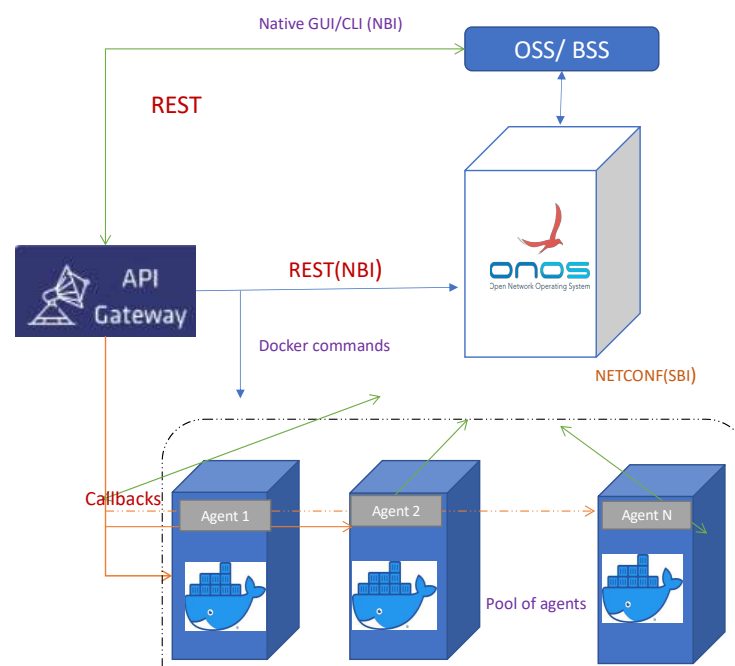 Native GUI/CLI (NBI)
OSS/ BSS
REST
onos
Open Network Operating System
API
Gateway
REST(NBI)
Docker commands
NETCONF(SBI)
Callbacks
Agent 1
Agent 2
Agent N
Pool of agents